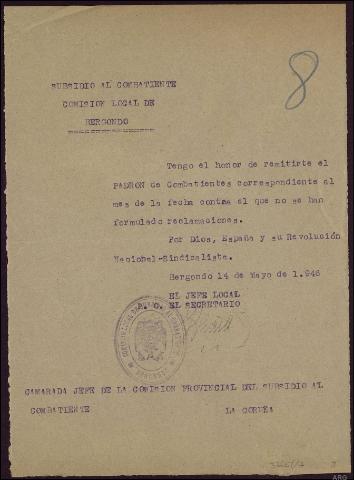 8
SUBSIDIO AL COMBATIENTE
COMISION LOCAL DE
BERGONDO
Tengo el honor de remitirte el
PADRON de Combatientes correspondiente al
mes de la fecha contra el que no se han
formulado reclamaciones.
Por Dios, España y su Revolución
Naciobal-Sindicalista.
Bergondo 14 de Mayo de 1.946
EL JEFE LOCAL
EL SECRETARIO
CAMARADA JEFE DE LA COMISION PROVINCIAL DEL SUBSIDIO AL
COMBATIENTE LA CORUÑA
ARG